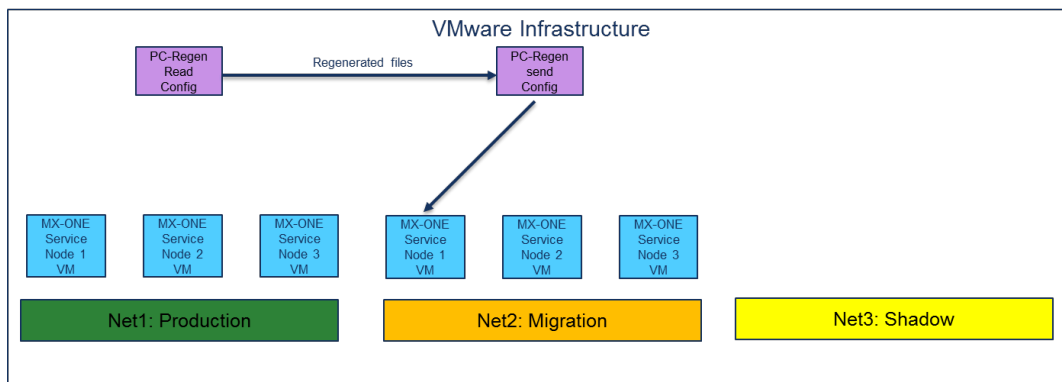 VMware Infrastructure
PC-Regen
Read
Config
Regenerated files
PC-Regen
send
Config
MX-ONE
Service
Node 1
VM
MX-ONE
Service
Node 2
VM
MX-ONE
Service
Node 3
VM
MX-ONE
Service
Node 1
VM
MX-ONE
Service
Node 2
VM
MX-ONE
Service
Node 3
VM
Net1: Production
Net2: Migration
Net3: Shadow